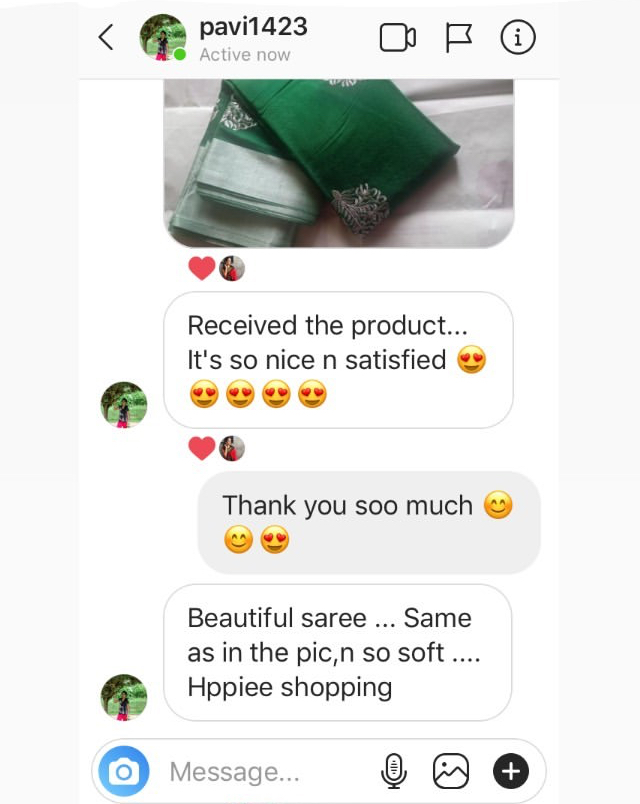 pavi1423
Active now
Received the product...
It's so nice n satisfied 😍
😍😍😍😍
Thank you soo much 😊
😊😍
Beautiful saree ... Same
as in the pic,n so soft ....
Hppiee shopping
Message...